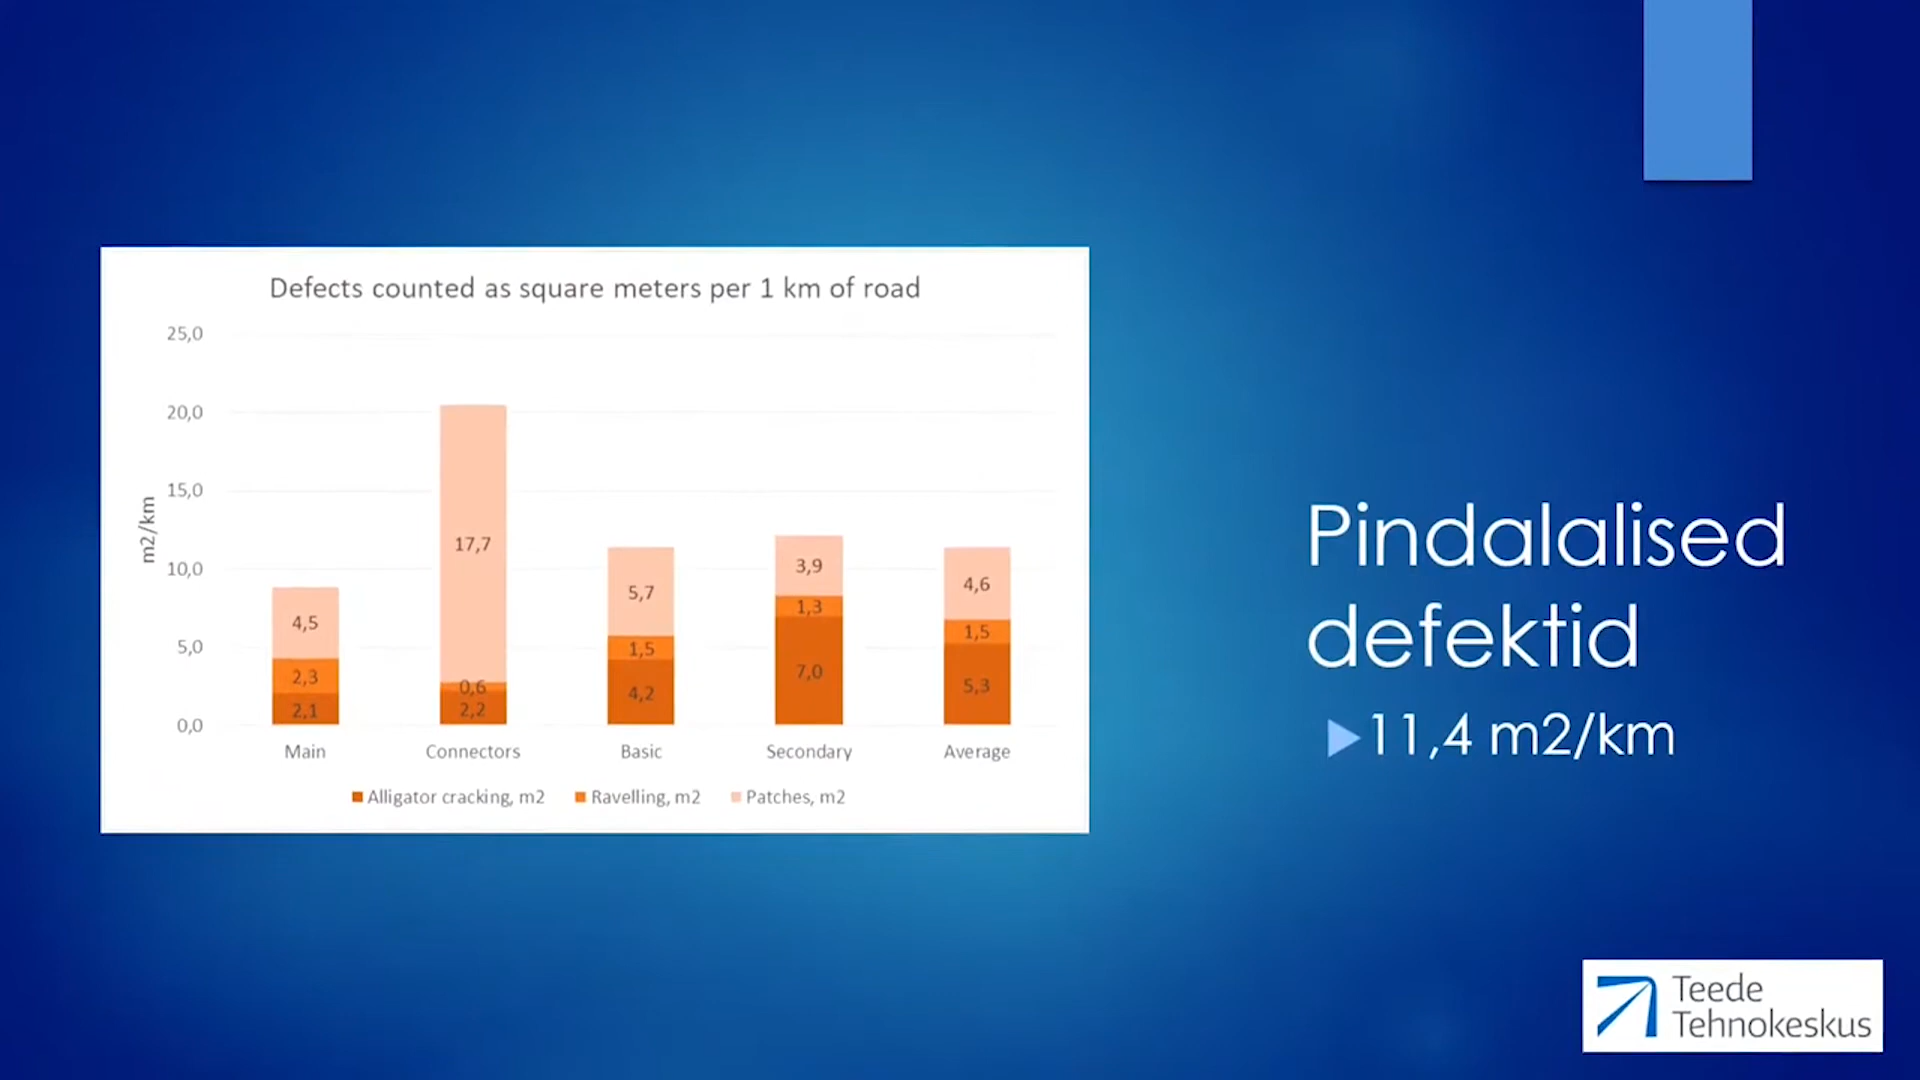 Defects counted as square meters per 1 km of road
25,0
20,0
15,0
10,0
5,0
0,0
m2/km
4,5
2,3
2,1
17,7
0,6
2,2
5,7
1,5
4,2
3,9
1,3
7,0
4,6
1,5
5,3
Main Connectors Basic Secondary Average
Alligator cracking, m2 Ravelling, m2 Patches, m2
Pindalalised
defektid
11,4 m2/km
Teede
Tehnokeskus